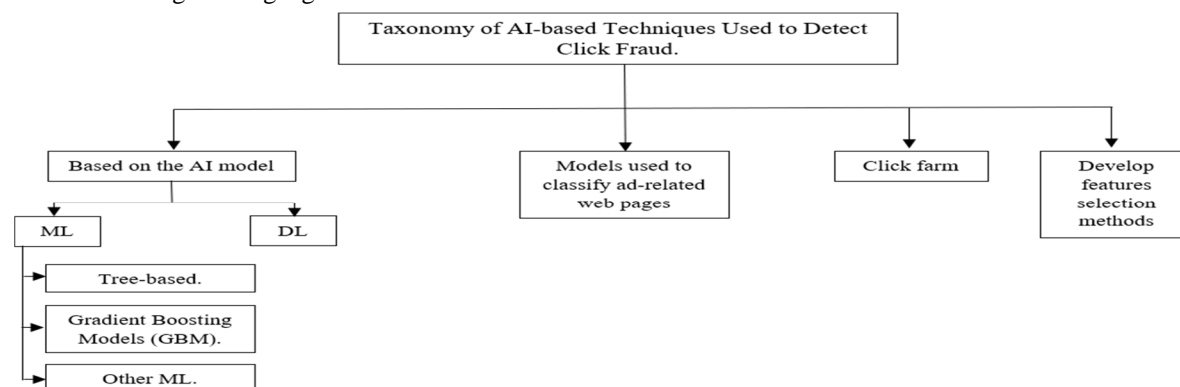 Taxonomy of AI-based Techniques Used to Detect
Click Fraud.
Based on the AI model
Models used to
classify ad-related
web pages
Click farm
Develop
features
selection
methods
ML
DL
Tree-based.
Gradient Boosting
Models (GBM).
Other ML.